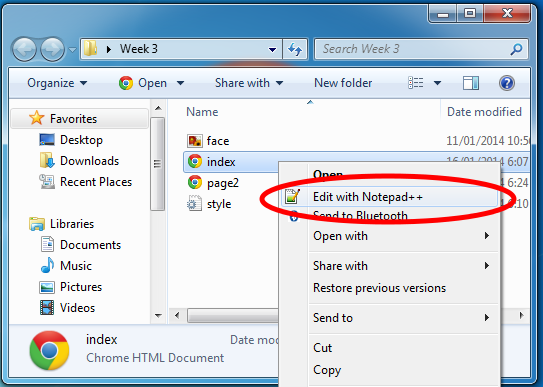 Week 3
Search Week 3
Organize Open Share with New folder
Favorites
Desktop
Downloads
Recent Places
Libraries
Documents
Music
Pictures
Videos
Name Date modified
face 11/01/2014 10:56
index 16/01/2014 6:07
page2 6:24
style 6:10
Open
Edit with Notepad++
Send to Bluetooth
Open with
Share with
Restore previous versions
Send to
Cut
Copy
index Date mod
Chrome HTML Document